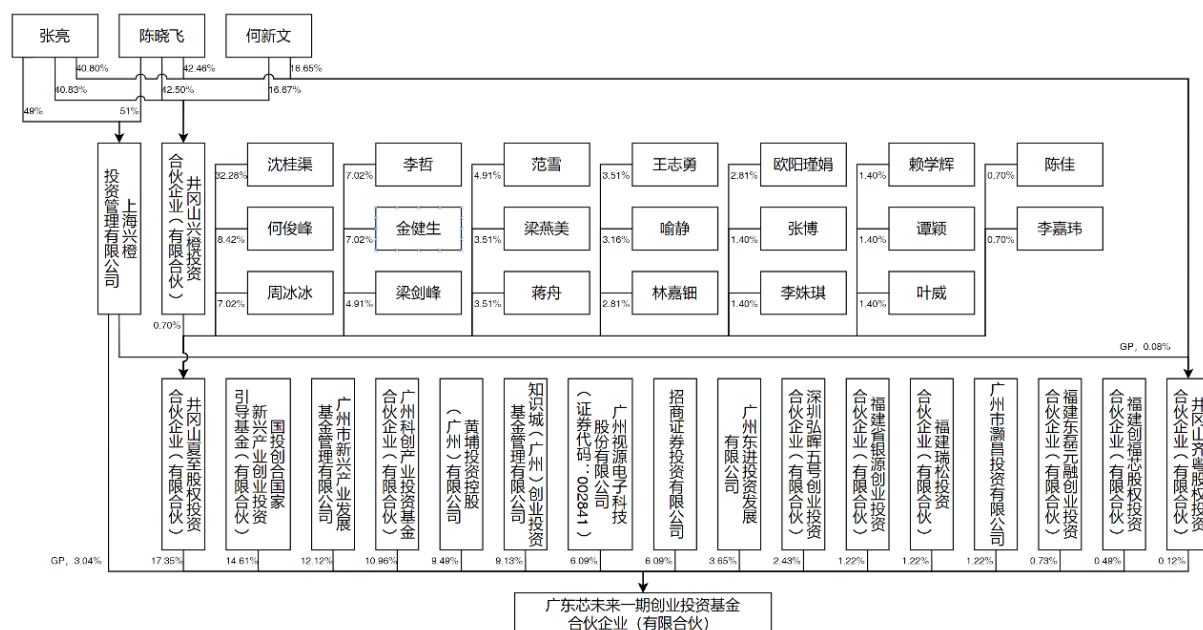 张亮
陈晓飞
何新文
40.80%
42.46%
16.65%
40.83%
42.50%
16.67%
49%
51%
上海兴橙
投资管理有限公司
井冈山兴橙投资
合伙企业（有限合伙）
沈桂渠
李哲
范雪
王志勇
欧阳瑾娟
赖学辉
陈佳
32.28%
7.02%
4.91%
3.51%
2.81%
1.40%
0.70%
何俊峰
金健生
梁燕美
喻静
张博
谭颖
李嘉玮
8.42%
7.02%
3.51%
3.16%
1.40%
1.40%
0.70%
周冰冰
梁剑峰
蒋舟
林嘉钿
李姝琪
叶威
7.02%
4.91%
3.51%
2.81%
1.40%
1.40%
0.70%
GP，0.08%
井冈山夏至股权投资
合伙企业（有限合伙）
国投创合国家
新兴产业创业投资
引导基金（有限合伙）
广州市新兴产业发展
基金管理有限公司
广州科创产业投资基金
合伙企业（有限合伙）
黄埔投资控股
（广州）有限公司
知识城（广州）创业投资
基金管理有限公司
广州视源电子科技
股份有限公司
（证券代码：002841）
招商证券投资有限公司
广州东进投资发展
有限公司
深圳弘晖五号创业投资
合伙企业（有限合伙）
福建省银源创业投资
合伙企业（有限合伙）
福建瑞松投资
合伙企业（有限合伙）
广州市灏昌投资有限公司
福建东磊元融创业投资
合伙企业（有限合伙）
福建创福芯股权投资
合伙企业（有限合伙）
井冈山齐粤股权投资
合伙企业（有限合伙）
GP，3.04%
17.35%
14.61%
12.12%
10.96%
9.49%
9.13%
6.09%
6.09%
3.65%
2.43%
1.22%
1.22%
1.22%
0.73%
0.49%
0.12%
广东芯未来一期创业投资基金
合伙企业（有限合伙）